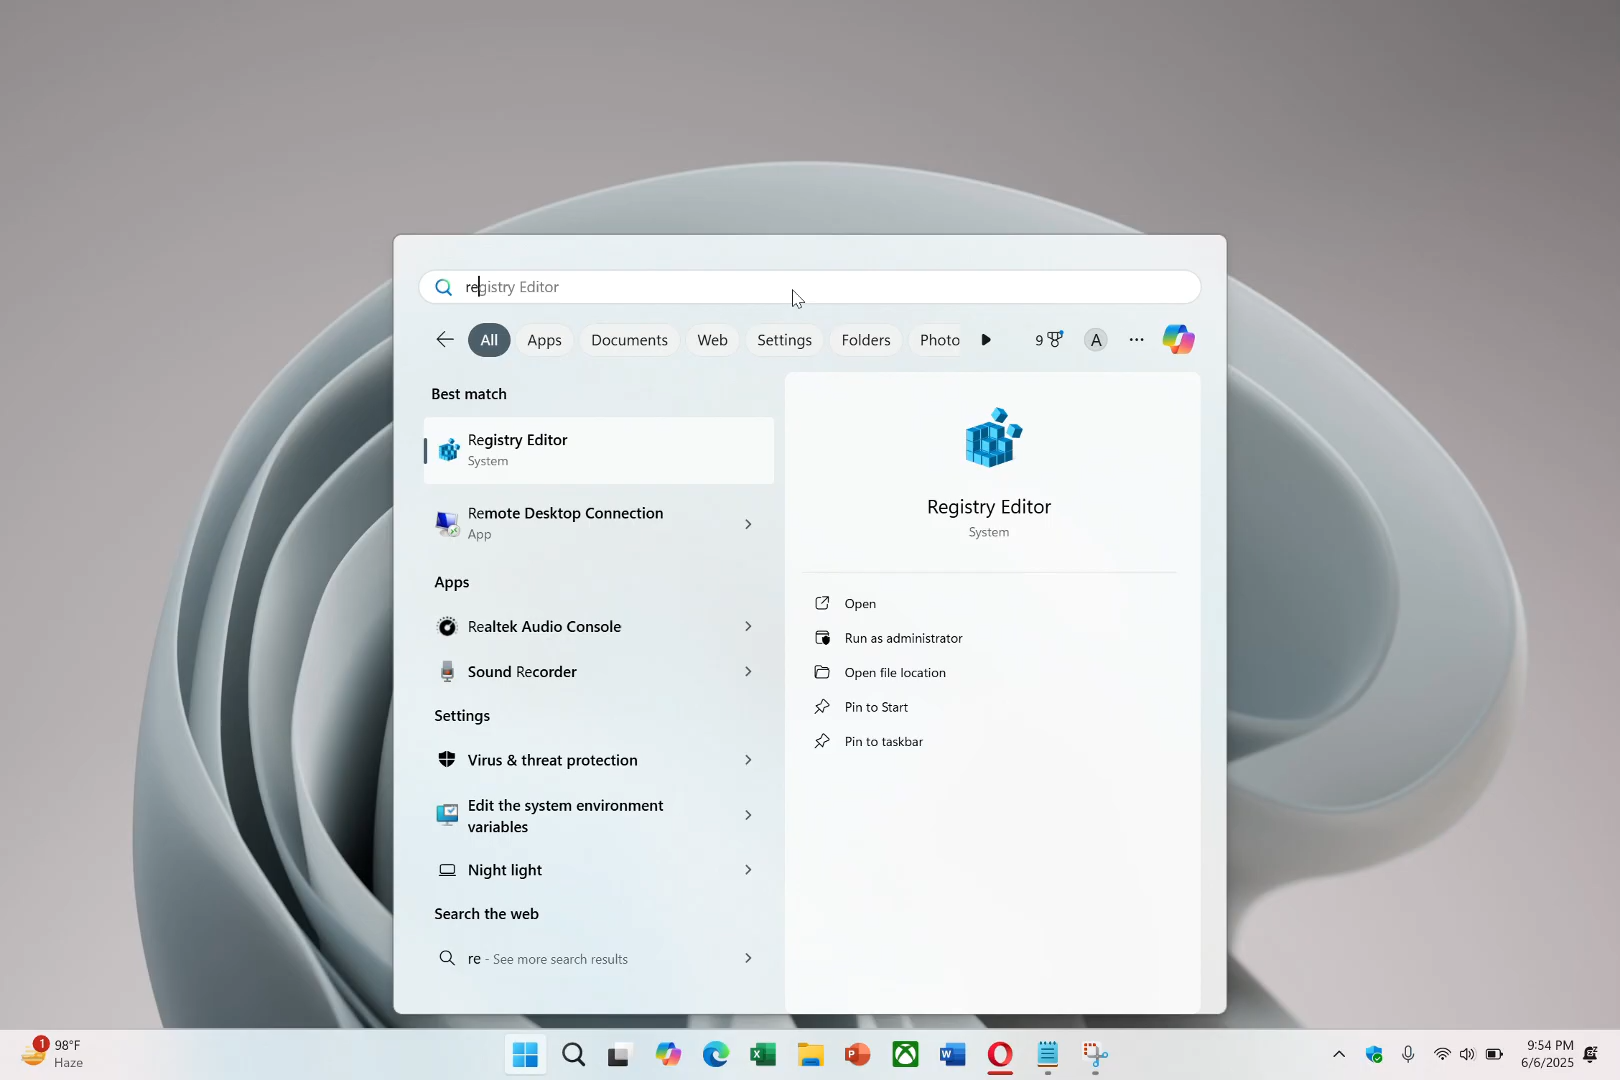 registry Editor
All Apps Documents Web Settings Folders Photo 9 A
Best match
Registry Editor
System
Remote Desktop Connection
App
Apps
Realtek Audio Console
Sound Recorder
Settings
Virus & threat protection
Edit the system environment
variables
Night light
Search the web
re - See more search results
Registry Editor
System
Open
Run as administrator
Open file location
Pin to Start
Pin to taskbar
1
98°F
Haze
9:54 PM
6/6/2025